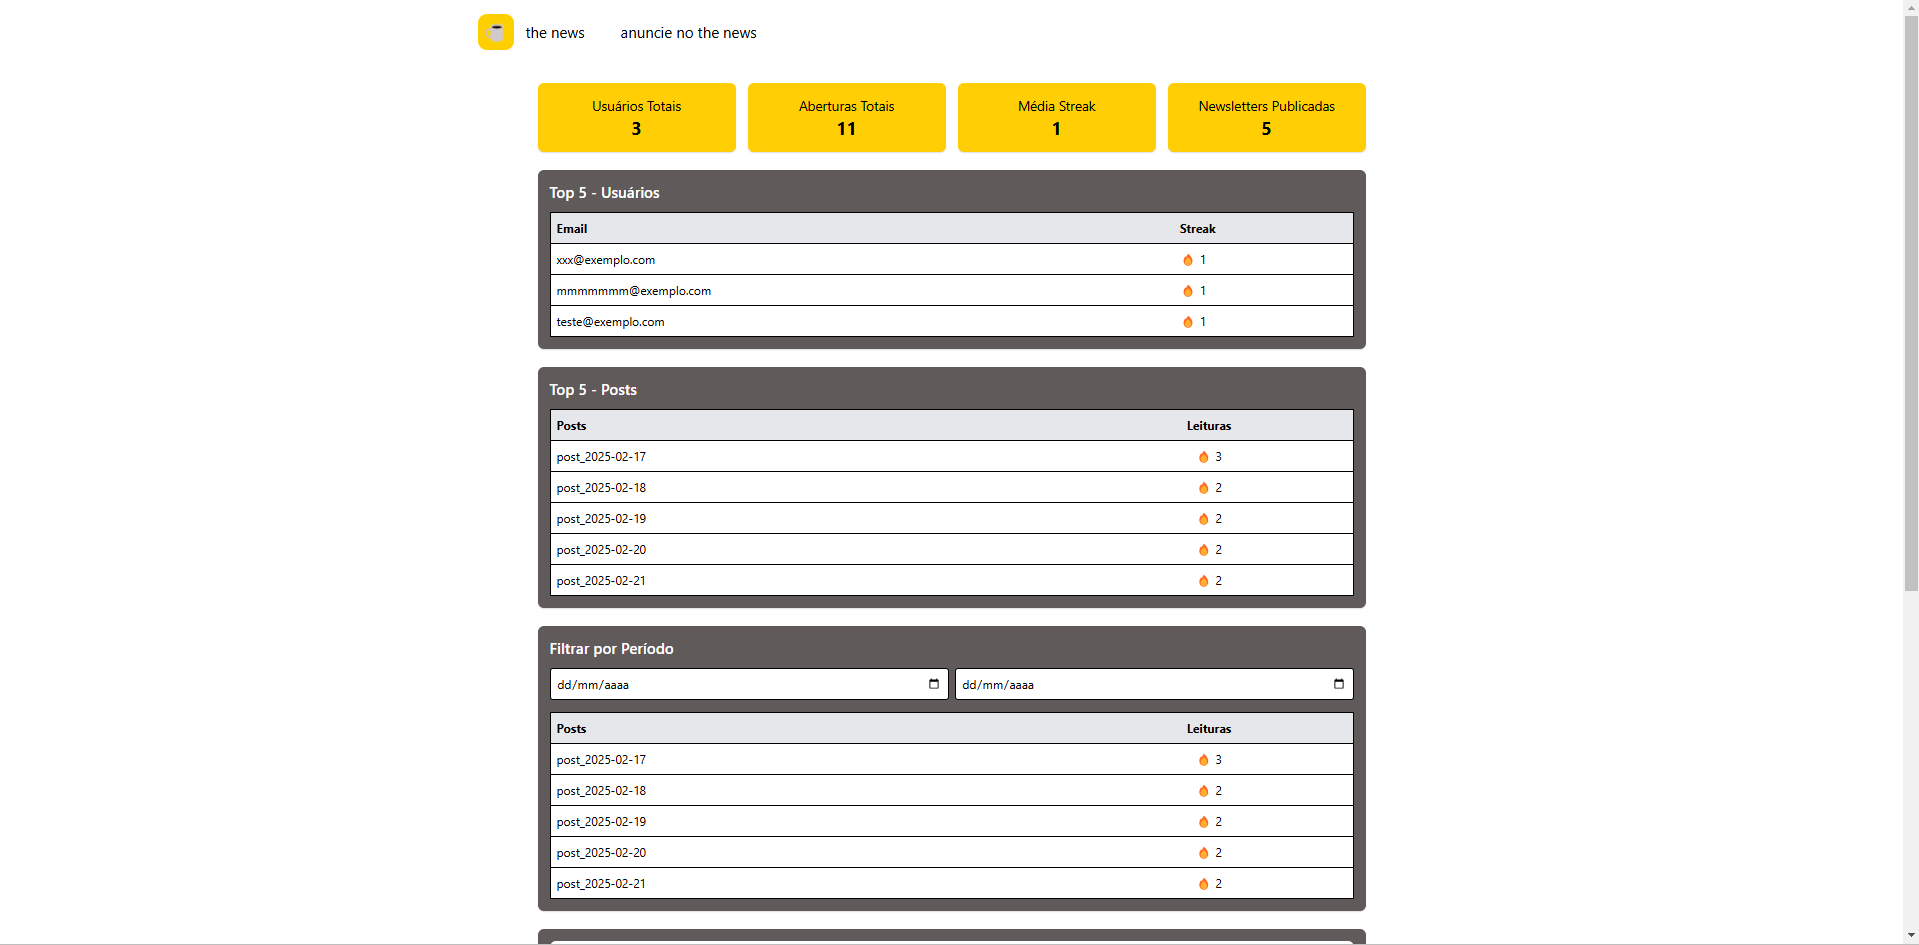 the news anuncie no the news
Usuários Totais Aberturas Totais Média Streak Newsletters Publicadas
3 11 1 5
Top 5 - Usuários
Email Streak
xxx@exemplo.com 1
mmmmmmm@exemplo.com 1
teste@exemplo.com 1
Top 5 - Posts
Posts Leituras
post_2025-02-17 3
post_2025-02-18 2
post_2025-02-19 2
post_2025-02-20 2
post_2025-02-21 2
Filtrar por Período
dd/mm/aaaa dd/mm/aaaa
Posts Leituras
post_2025-02-17 3
post_2025-02-18 2
post_2025-02-19 2
post_2025-02-20 2
post_2025-02-21 2